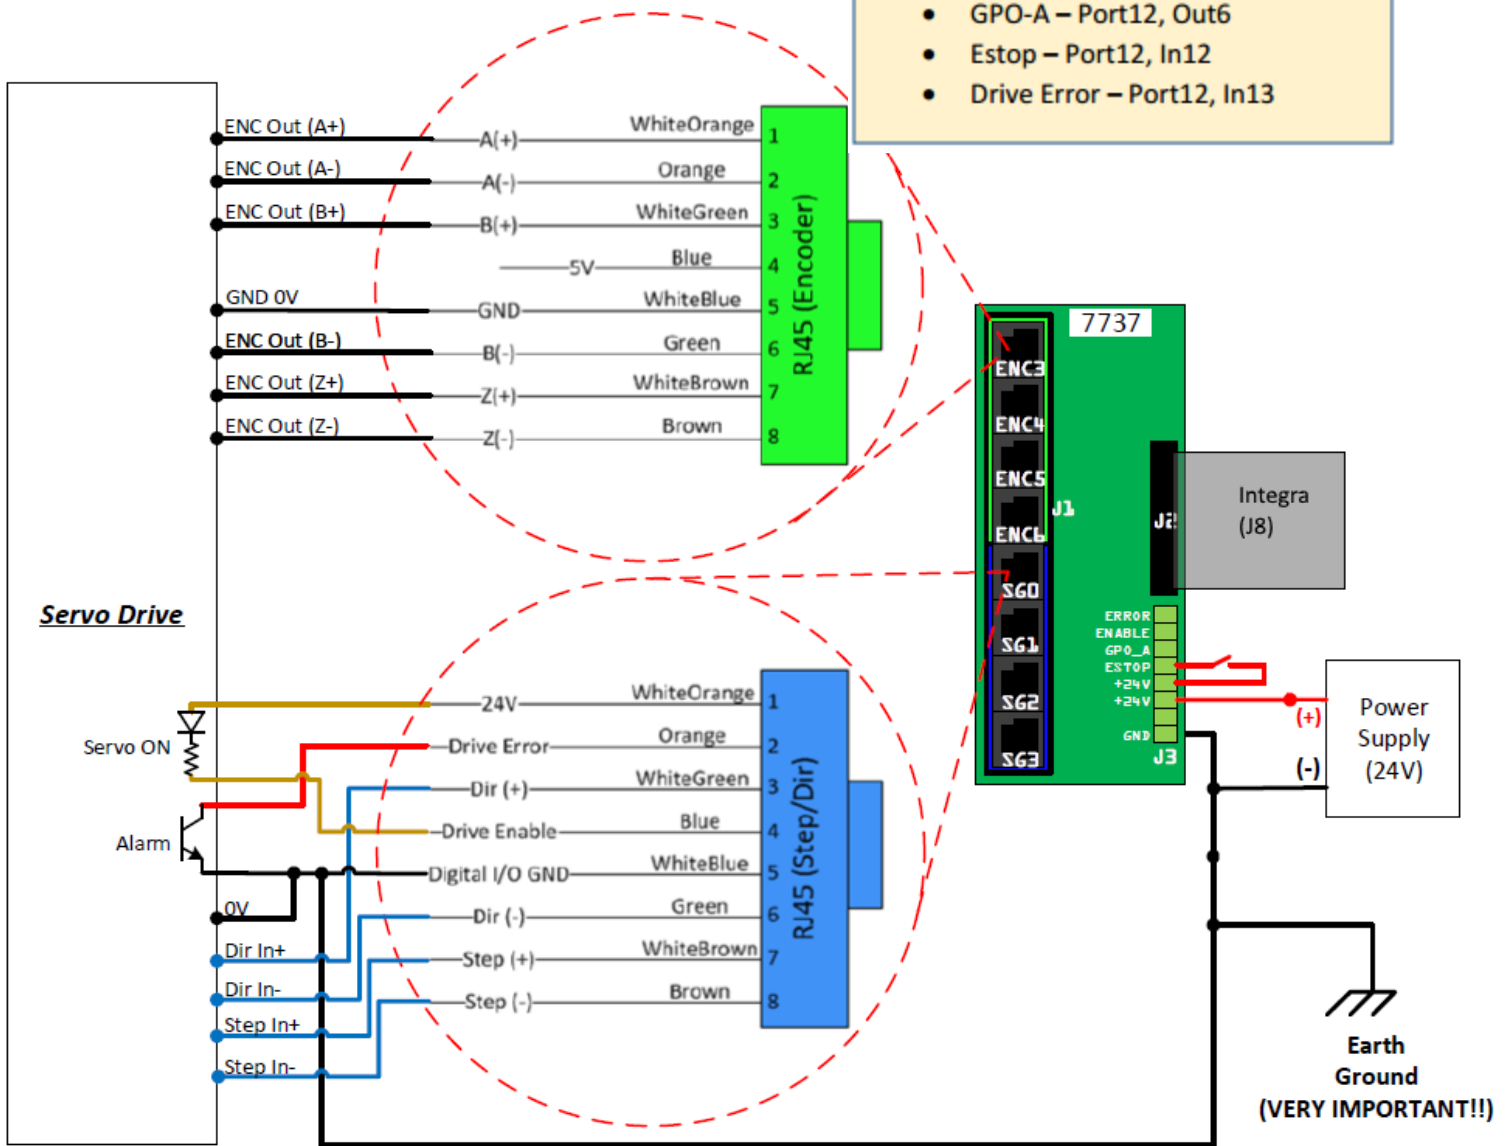 • GPO-A – Port12, Out6
• Estop – Port12, In12
• Drive Error – Port12, In13
ENC Out (A+)
A(+)
WhiteOrange
1
ENC Out (A-)
A(-)
Orange
2
ENC Out (B+)
B(+)
WhiteGreen
3
5V
Blue
4
GND 0V
GND
WhiteBlue
5
ENC Out (B-)
B(-)
Green
6
ENC Out (Z+)
Z(+)
WhiteBrown
7
ENC Out (Z-)
Z(-)
Brown
8
RJ45 (Encoder)
7737
ENC3
ENC4
ENC5
ENC6
SG0
SG1
SG2
SG3
J1
J2
Integra
(J8)
ERROR
ENABLE
GPO_A
ESTOP
+24V
+24V
GND
J3
(+)
(-)
Power
Supply
(24V)
Servo Drive
24V
WhiteOrange
1
Servo ON
Drive Error
Orange
2
Dir (+)
WhiteGreen
3
Alarm
Drive Enable
Blue
4
Digital I/O GND
WhiteBlue
5
0V
Dir (-)
Green
6
Dir In+
Step (+)
WhiteBrown
7
Dir In-
Step (-)
Brown
8
Step In+
Step In-
RJ45 (Step/Dir)
Earth
Ground
(VERY IMPORTANT!!)